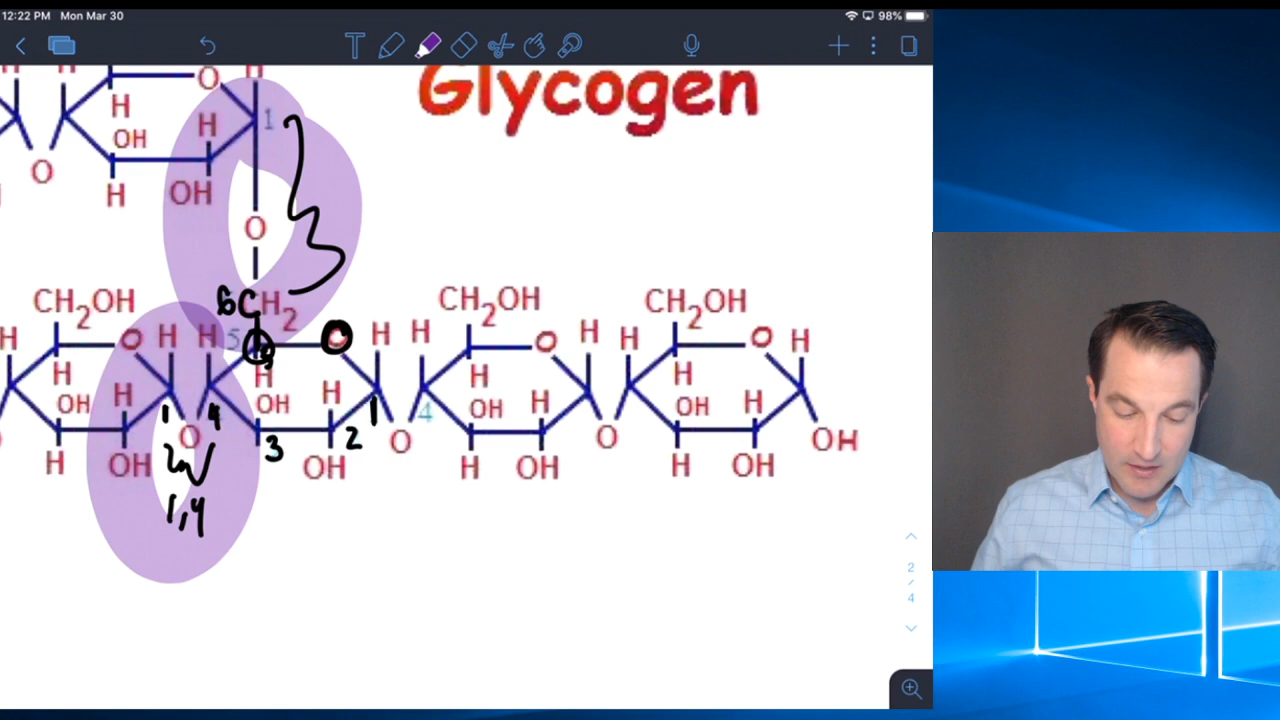 12:22 PM Mon Mar 30 98%
T
Glycogen
H H O H
H H 1
OH
O H OH
O
CH₂OH 6CH₂ CH₂OH CH₂OH
H O H H 5 O H H O H H O H
H H H H
OH H OH H OH H OH H
1 4 1 4
O O O OH
3 2
H OH OH H OH H OH
1,4
2
/
4